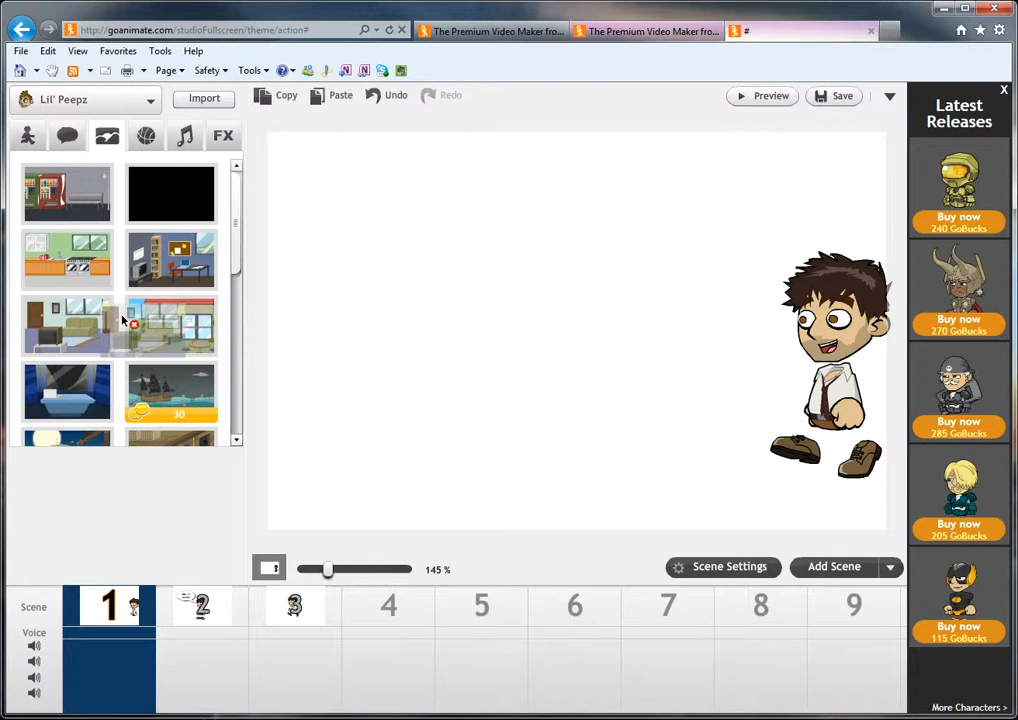 http://goanimate.com/studioFullscreen/theme/action#
The Premium Video Maker from...
The Premium Video Maker from...
#
File Edit View Favorites Tools Help
Page Safety Tools
Lil' Peepz
Import
Copy Paste Undo Redo
Preview Save
X
Latest
Releases
FX
30
Buy now
240 GoBucks
Buy now
270 GoBucks
Buy now
285 GoBucks
Buy now
205 GoBucks
Buy now
115 GoBucks
More Characters >
145 %
Scene Settings
Add Scene
Scene 1 2 3 4 5 6 7 8 9
Voice